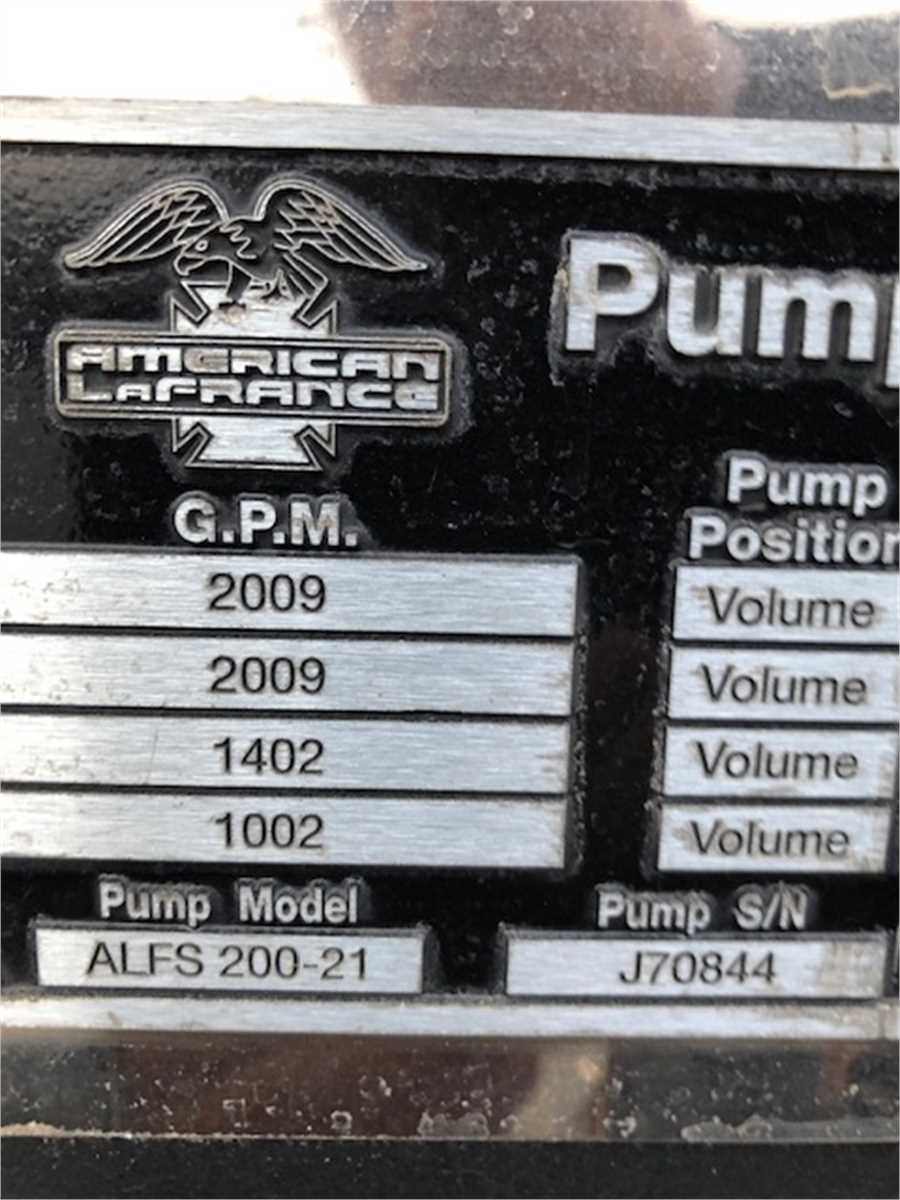 AMERICAN
LaFRANCE
Pump
G.P.M.
Pump
Position
2009 Volume
2009 Volume
1402 Volume
1002 Volume
Pump Model Pump S/N
ALFS 200-21 J70844